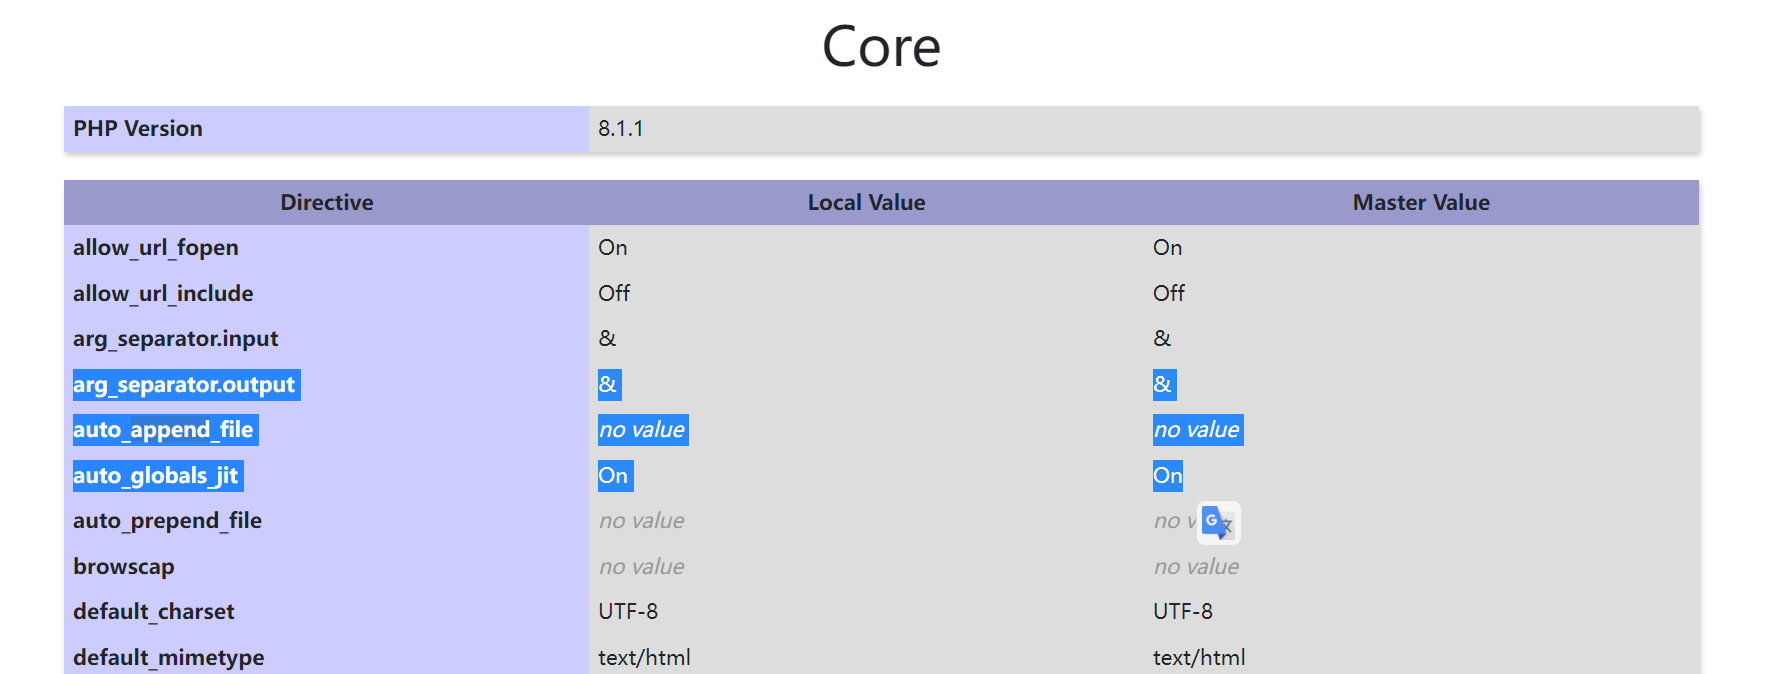 Core
PHP Version 8.1.1
Directive Local Value Master Value
allow_url_fopen On On
allow_url_include Off Off
arg_separator.input & &
arg_separator.output & &
auto_append_file no value no value
auto_globals_jit On On
auto_prepend_file no value no
browscap no value no value
default_charset UTF-8 UTF-8
default_mimetype text/html text/html